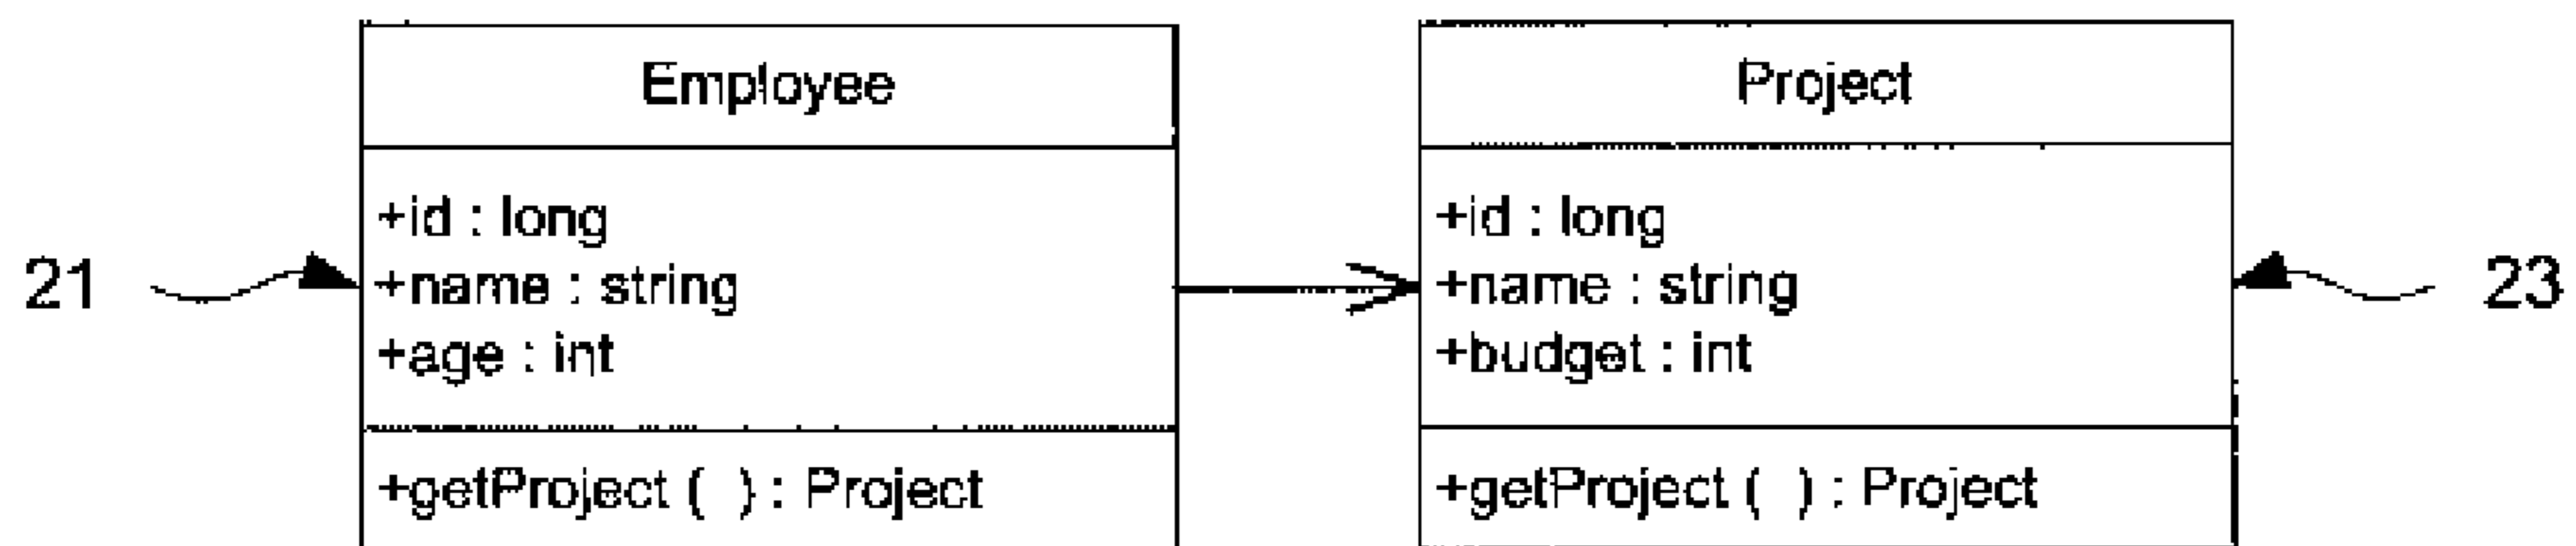 Employee
+id : long
+name : string
+age : int
+getProject ( ) : Project
Project
+id : long
+name : string
+budget : int
+getProject ( ) : Project
21
23